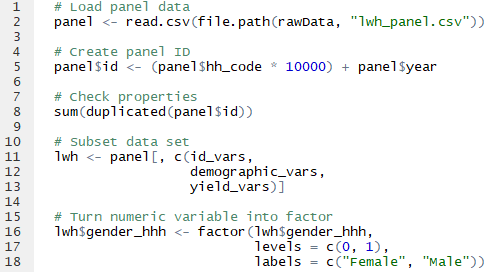 1 # Load panel data
2 panel <- read.csv(file.path(rawData, "lwh_panel.csv"))
3
4 # Create panel ID
5 panel$id <- (panel$hh_code * 10000) + panel$year
6
7 # Check properties
8 sum(duplicated(panel$id))
9
10 # Subset data set
11 lwh <- panel[, c(id_vars,
12 demographic_vars,
13 yield_vars)]
14
15 # Turn numeric variable into factor
16 lwh$gender_hhh <- factor(lwh$gender_hhh,
17 levels = c(0, 1),
18 labels = c("Female", "Male"))